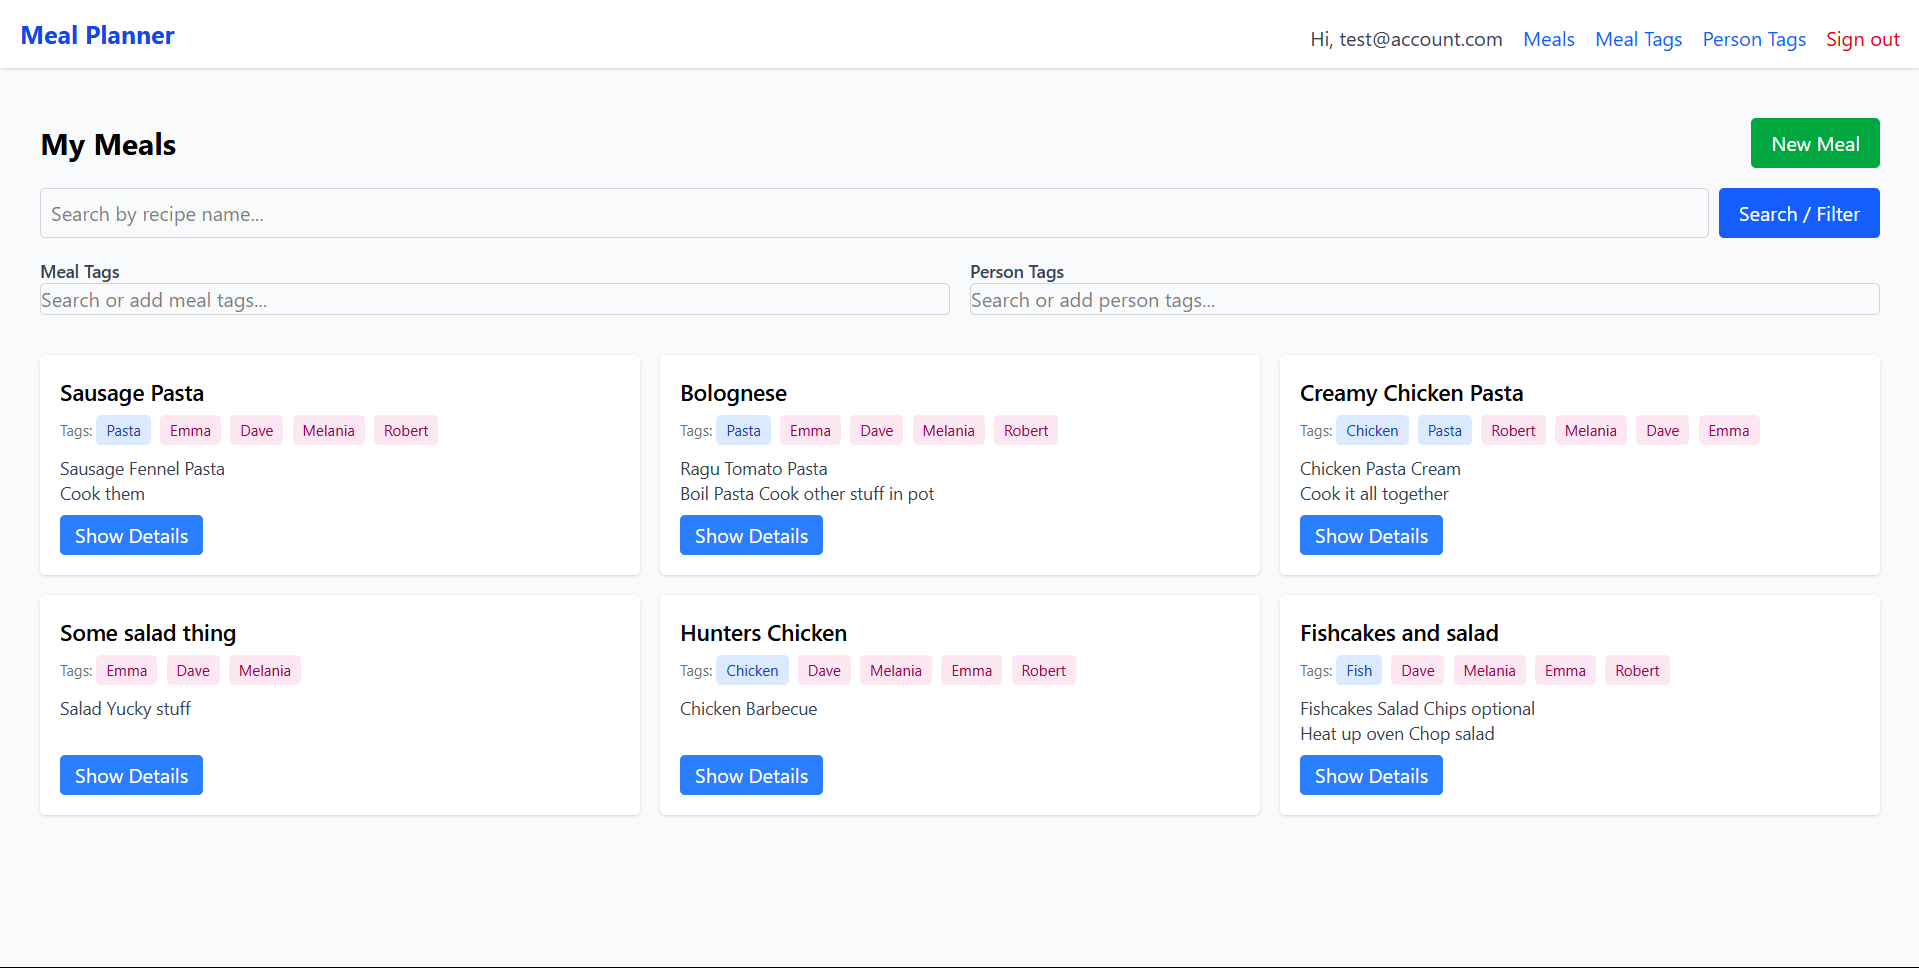 Meal Planner
Hi, test@account.com Meals Meal Tags Person Tags Sign out
My Meals
New Meal
Search by recipe name...
Search / Filter
Meal Tags
Search or add meal tags...
Person Tags
Search or add person tags...
Sausage Pasta
Tags: Pasta Emma Dave Melania Robert
Sausage Fennel Pasta
Cook them
Show Details
Bolognese
Tags: Pasta Emma Dave Melania Robert
Ragu Tomato Pasta
Boil Pasta Cook other stuff in pot
Show Details
Creamy Chicken Pasta
Tags: Chicken Pasta Robert Melania Dave Emma
Chicken Pasta Cream
Cook it all together
Show Details
Some salad thing
Tags: Emma Dave Melania
Salad Yucky stuff
Show Details
Hunters Chicken
Tags: Chicken Dave Melania Emma Robert
Chicken Barbecue
Show Details
Fishcakes and salad
Tags: Fish Dave Melania Emma Robert
Fishcakes Salad Chips optional
Heat up oven Chop salad
Show Details